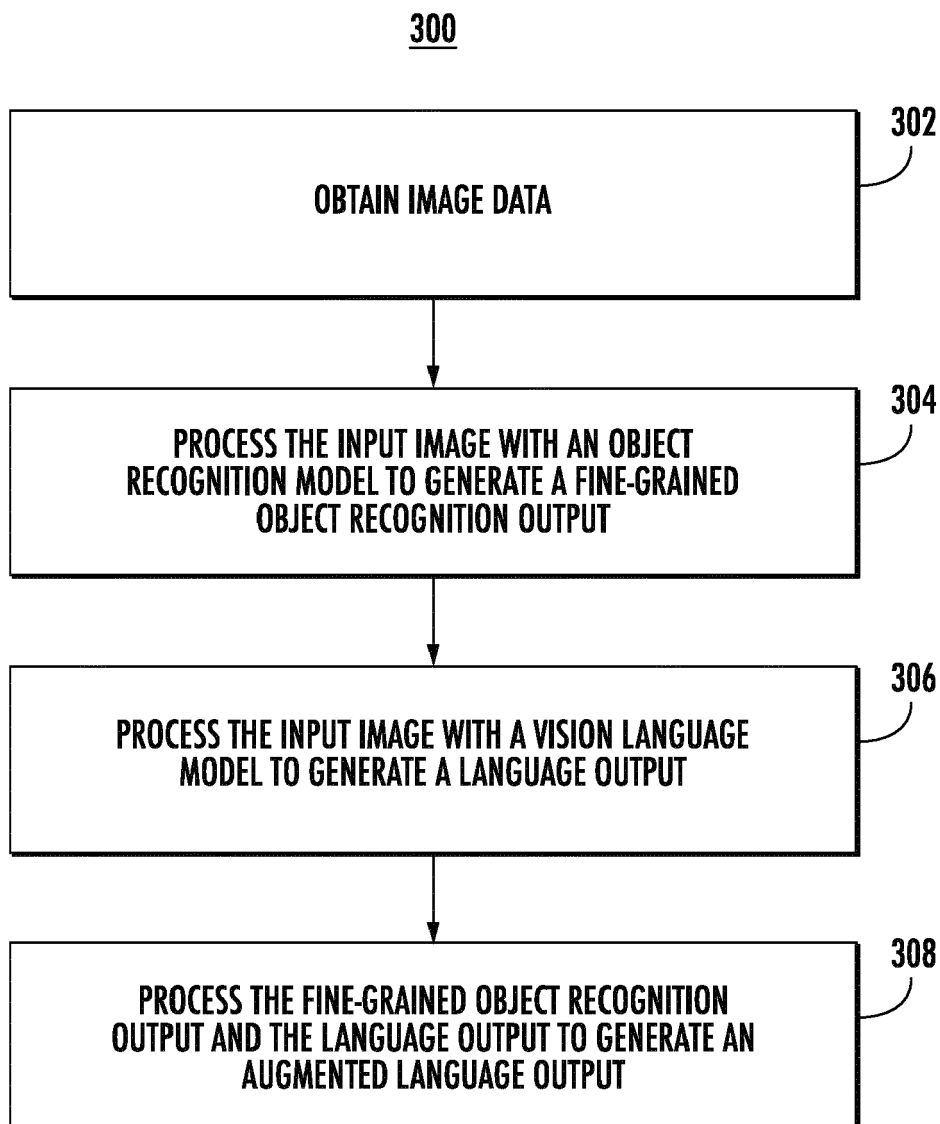 300
302
OBTAIN IMAGE DATA
304
PROCESS THE INPUT IMAGE WITH AN OBJECT
RECOGNITION MODEL TO GENERATE A FINE-GRAINED
OBJECT RECOGNITION OUTPUT
306
PROCESS THE INPUT IMAGE WITH A VISION LANGUAGE
MODEL TO GENERATE A LANGUAGE OUTPUT
308
PROCESS THE FINE-GRAINED OBJECT RECOGNITION
OUTPUT AND THE LANGUAGE OUTPUT TO GENERATE AN
AUGMENTED LANGUAGE OUTPUT